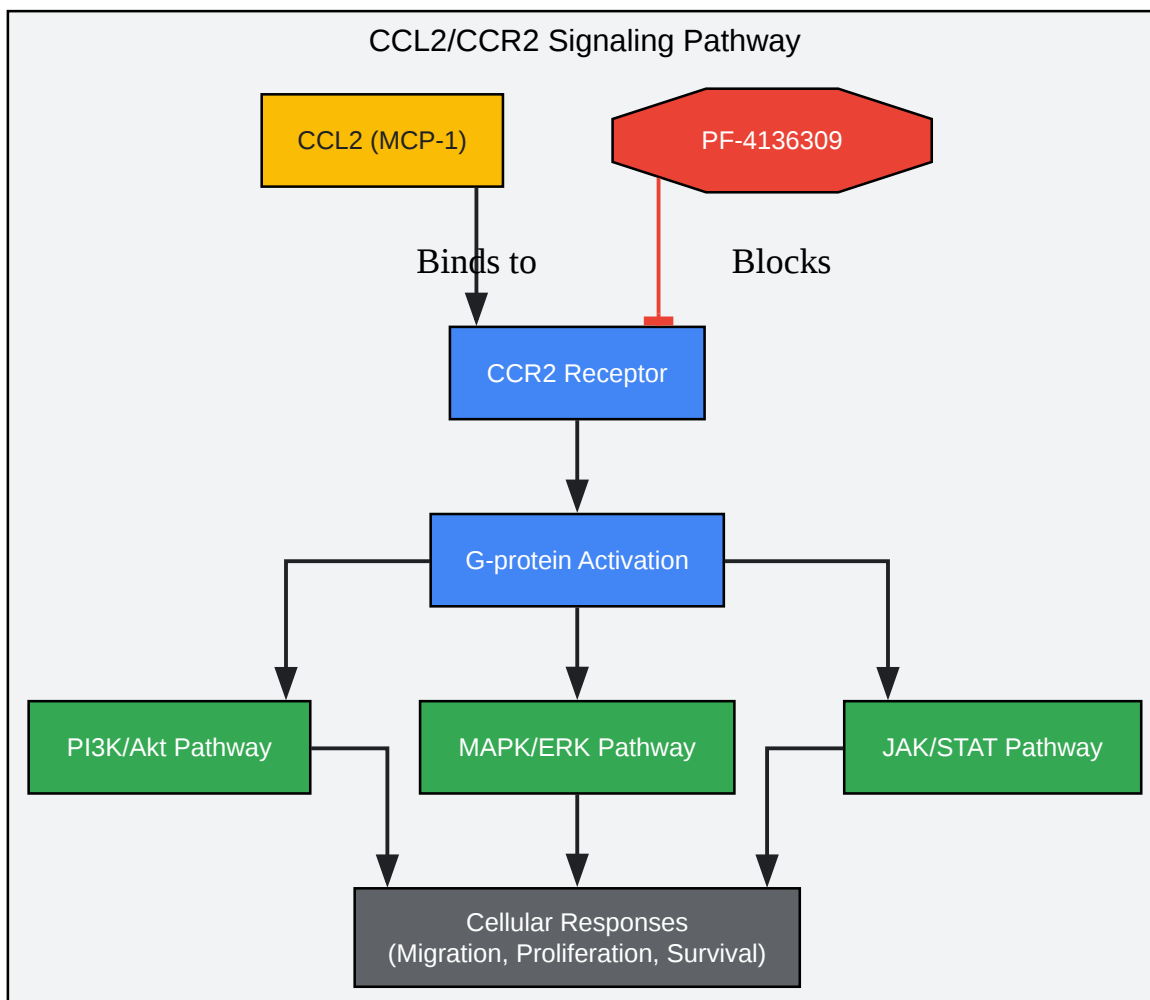 CCL2/CCR2 Signaling Pathway
CCL2 (MCP-1)
PF-4136309
Binds to
Blocks
CCR2 Receptor
G-protein Activation
PI3K/Akt Pathway
MAPK/ERK Pathway
JAK/STAT Pathway
Cellular Responses
(Migration, Proliferation, Survival)